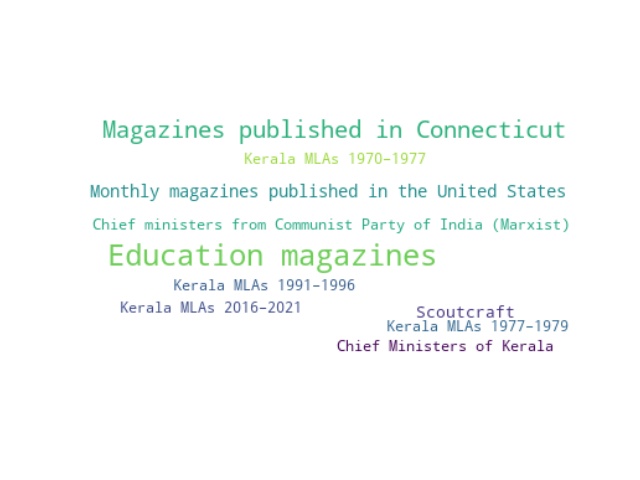 Magazines published in Connecticut
Kerala MLAs 1970–1977
Monthly magazines published in the United States
Chief ministers from Communist Party of India (Marxist)
Education magazines
Kerala MLAs 1991–1996
Kerala MLAs 2016–2021
Scoutcraft
Kerala MLAs 1977–1979
Chief Ministers of Kerala